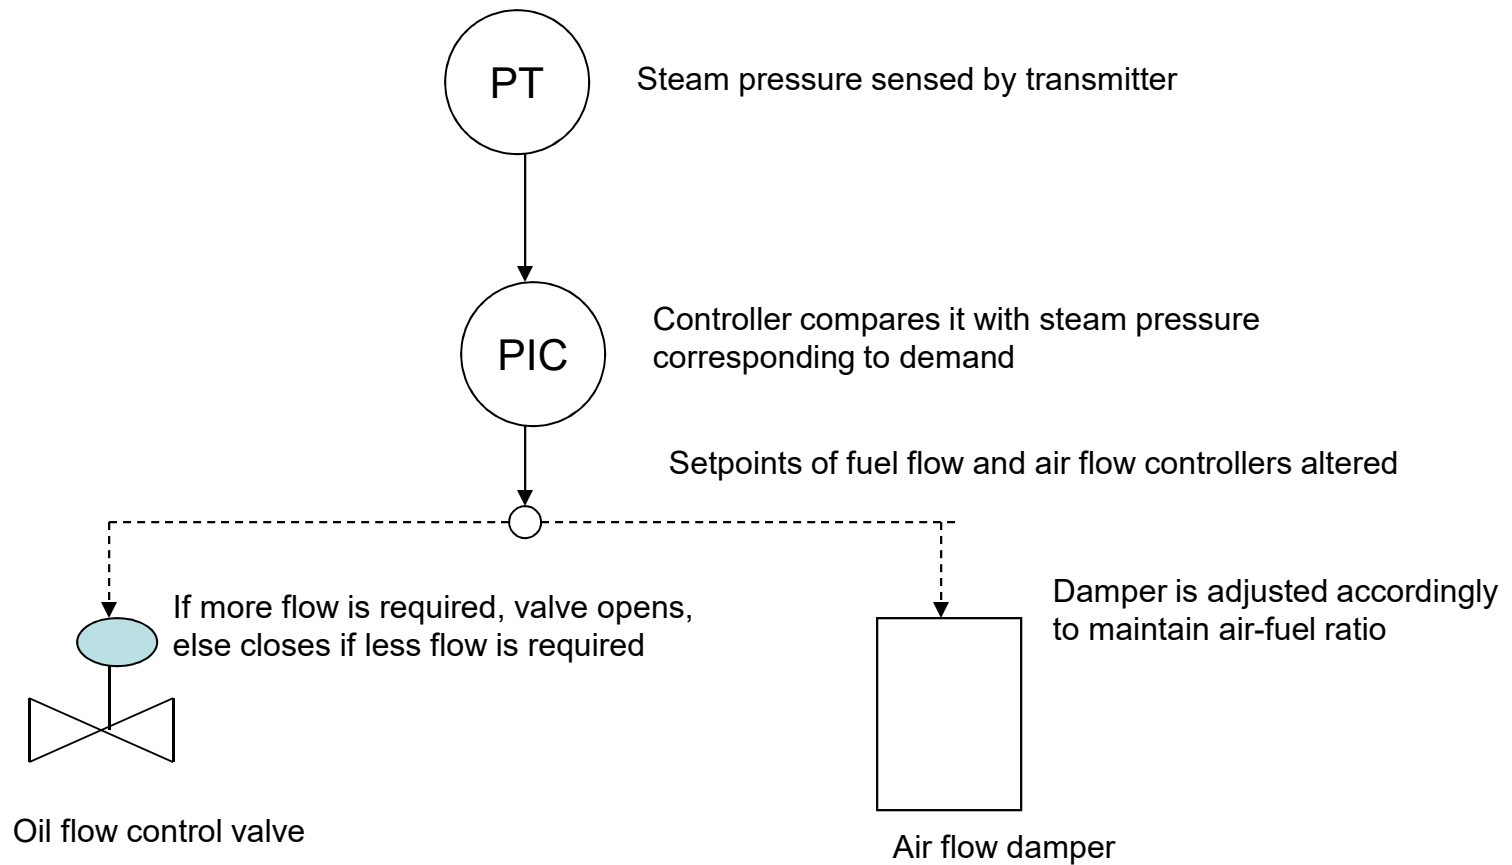 PT
Steam pressure sensed by transmitter
PIC
Controller compares it with steam pressure
corresponding to demand
Setpoints of fuel flow and air flow controllers altered
If more flow is required, valve opens,
else closes if less flow is required
Damper is adjusted accordingly
to maintain air-fuel ratio
Oil flow control valve
Air flow damper